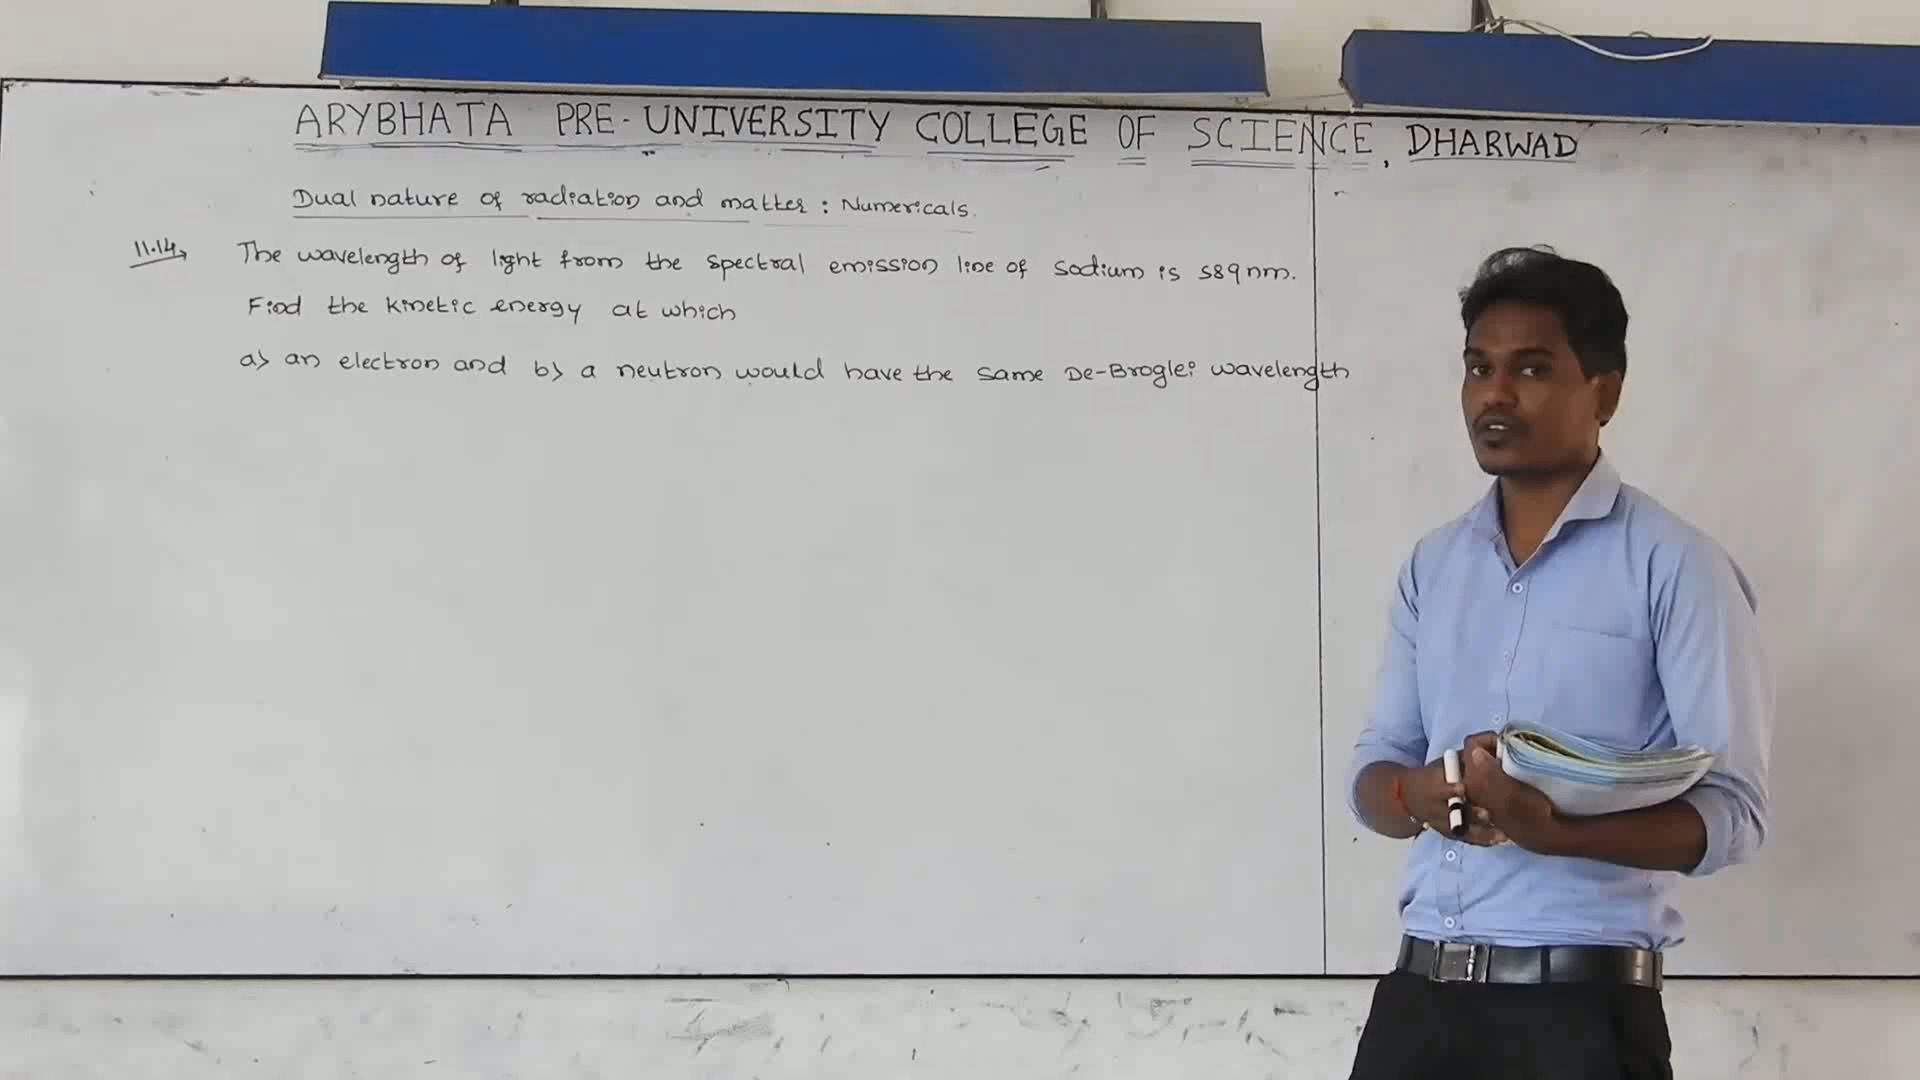 ARYBHATA PRE-UNIVERSITY COLLEGE OF SCIENCE, DHARWAD
Dual nature of radiation and matter : Numericals.
11.14 The wavelength of light from the spectral emission line of sodium is 589nm.
Find the kinetic energy at which
a) an electron and b) a neutron would have the same De-Broglei wavelength